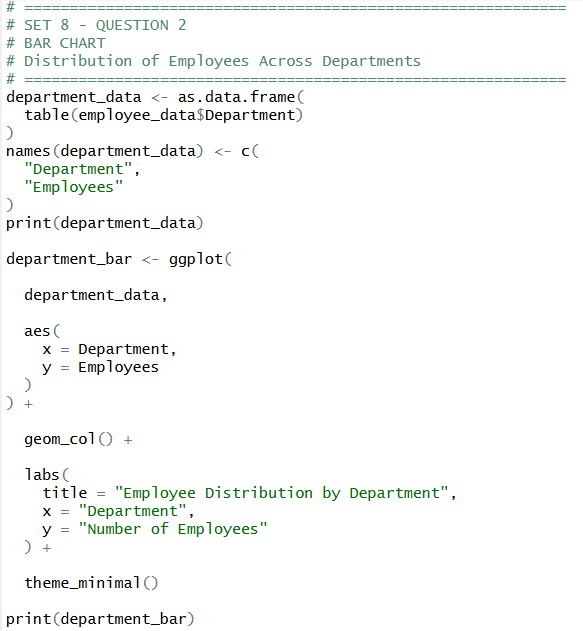 # ============================================================
# SET 8 - QUESTION 2
# BAR CHART
# Distribution of Employees Across Departments
# ============================================================
department_data <- as.data.frame(
  table(employee_data$Department)
)
names(department_data) <- c(
  "Department",
  "Employees"
)
print(department_data)

department_bar <- ggplot(

  department_data,

  aes(
    x = Department,
    y = Employees
  )
) +

  geom_col() +

  labs(
    title = "Employee Distribution by Department",
    x = "Department",
    y = "Number of Employees"
  ) +

  theme_minimal()

print(department_bar)